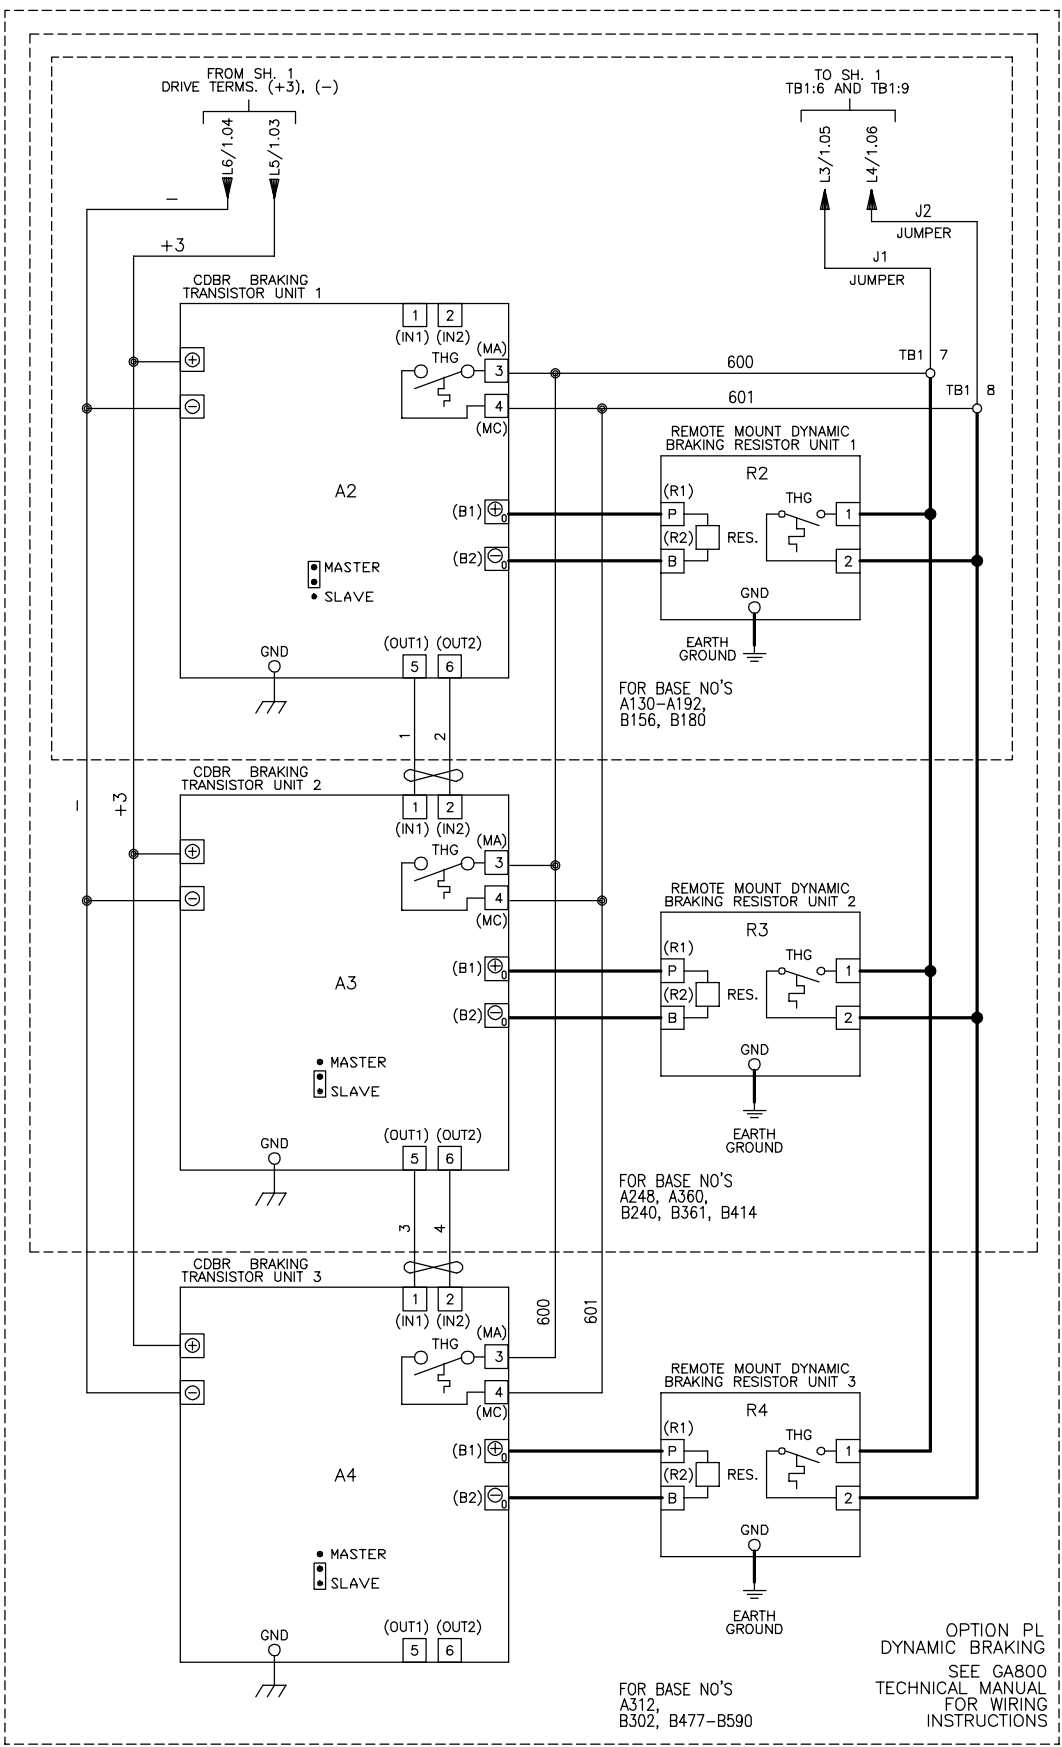 FROM SH. 1
DRIVE TERMS. (+3), (−)
L6/1.04
L5/1.03
TO SH. 1
TB1:6 AND TB1:9
L3/1.05
L4/1.06
−
+3
J2
JUMPER
J1
JUMPER
CDBR BRAKING
TRANSISTOR UNIT 1
1
2
(IN1)
(IN2)
THG
(MA)
3
4
(MC)
600
601
TB1 7
TB1 8
+
−
A2
(B1)
+
0
(B2)
−
0
MASTER
SLAVE
GND
(OUT1)
(OUT2)
5
6
REMOTE MOUNT DYNAMIC
BRAKING RESISTOR UNIT 1
R2
(R1)
P
(R2)
B
RES.
THG
1
2
GND
EARTH
GROUND
FOR BASE NO'S
A130−A192,
B156, B180
1
2
−
+3
CDBR BRAKING
TRANSISTOR UNIT 2
1
2
(IN1)
(IN2)
THG
(MA)
3
4
(MC)
+
−
A3
(B1)
+
0
(B2)
−
0
MASTER
SLAVE
GND
(OUT1)
(OUT2)
5
6
REMOTE MOUNT DYNAMIC
BRAKING RESISTOR UNIT 2
R3
(R1)
P
(R2)
B
RES.
THG
1
2
GND
EARTH
GROUND
FOR BASE NO'S
A248, A360,
B240, B361, B414
3
4
CDBR BRAKING
TRANSISTOR UNIT 3
1
2
(IN1)
(IN2)
THG
(MA)
3
4
(MC)
600
601
+
−
A4
(B1)
+
0
(B2)
−
0
MASTER
SLAVE
GND
(OUT1)
(OUT2)
5
6
REMOTE MOUNT DYNAMIC
BRAKING RESISTOR UNIT 3
R4
(R1)
P
(R2)
B
RES.
THG
1
2
GND
EARTH
GROUND
FOR BASE NO'S
A312,
B302, B477−B590
OPTION PL
DYNAMIC BRAKING
SEE GA800
TECHNICAL MANUAL
FOR WIRING
INSTRUCTIONS